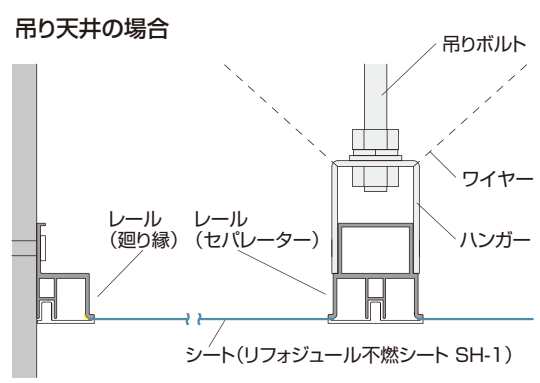 吊り天井の場合
吊りボルト
ワイヤー
レール
（廻り縁）
レール
（セパレーター）
ハンガー
シート（リフォジュール不燃シート SH-1）